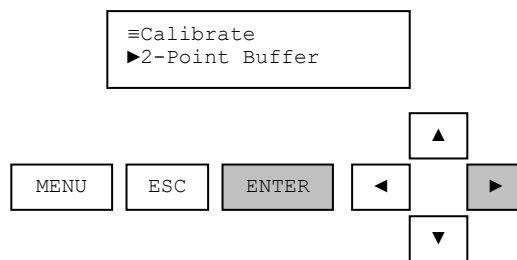 ≡Calibrate
►2-Point Buffer
▲
MENU ESC ENTER ◄ ►
▼